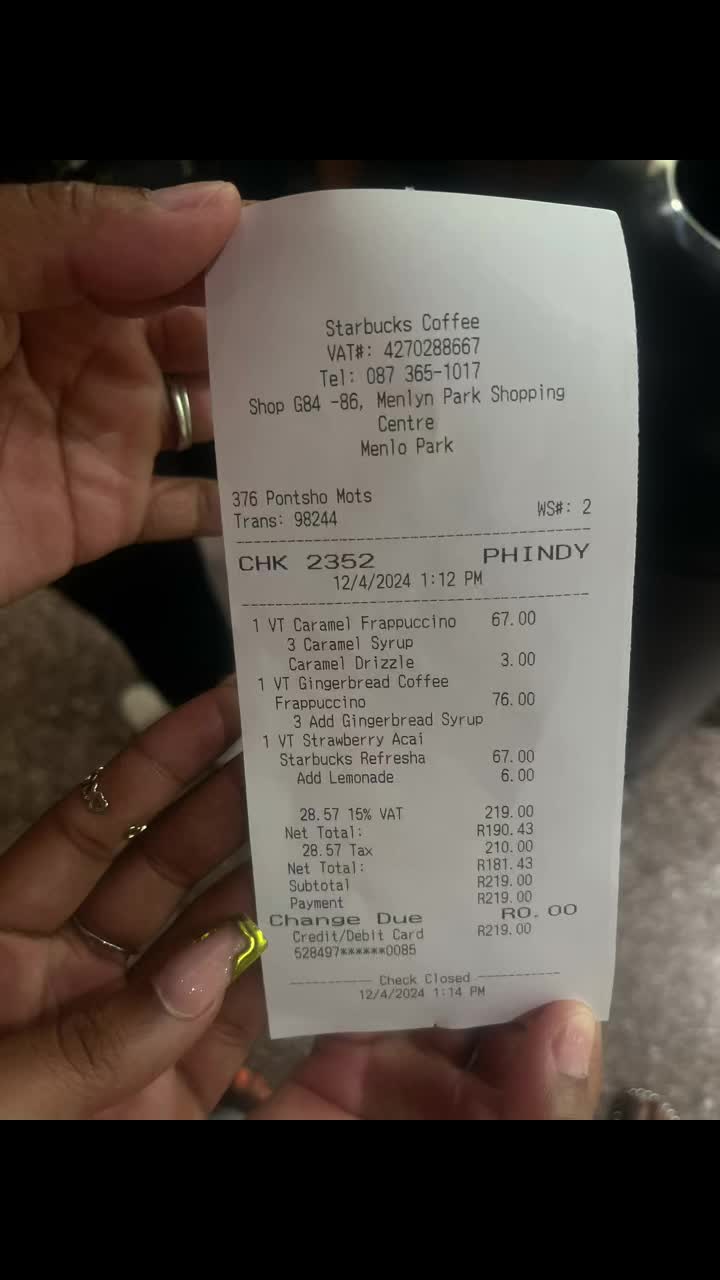 Starbucks Coffee
VAT#: 4270288667
Tel: 087 365-1017
Shop G84 -86, Menlyn Park Shopping
Centre
Menlo Park
376 Pontsho Mots
Trans: 98244 WS#: 2
CHK 2352 PHINDY
12/4/2024 1:12 PM
1 VT Caramel Frappuccino 67.00
3 Caramel Syrup
Caramel Drizzle 3.00
1 VT Gingerbread Coffee
Frappuccino 76.00
3 Add Gingerbread Syrup
1 VT Strawberry Acai
Starbucks Refresha 67.00
Add Lemonade 6.00
28.57 15% VAT 219.00
Net Total: R190.43
28.57 Tax 210.00
Net Total: R181.43
Subtotal R219.00
Payment R219.00
Change Due R0.00
Credit/Debit Card R219.00
528497******0085
Check Closed
12/4/2024 1:14 PM